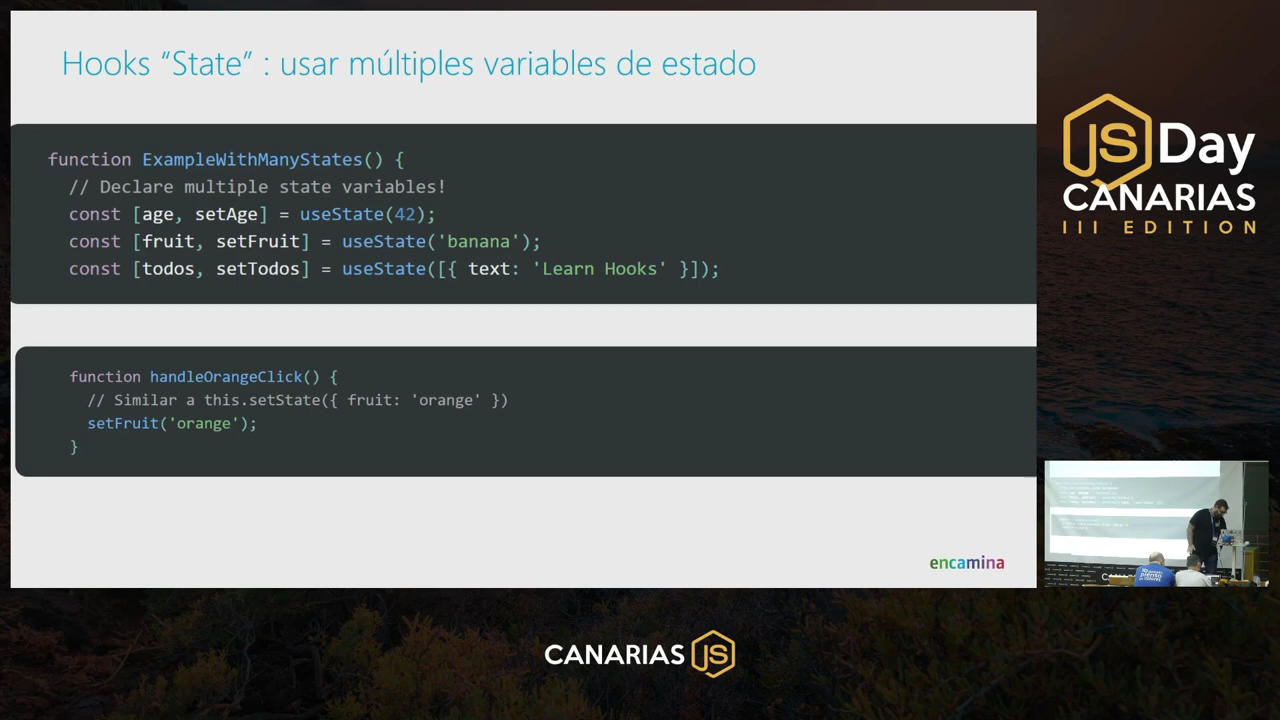 Hooks “State” : usar múltiples variables de estado
function ExampleWithManyStates() {
// Declare multiple state variables!
const [age, setAge] = useState(42);
const [fruit, setFruit] = useState('banana');
const [todos, setTodos] = useState([{ text: 'Learn Hooks' }]);
function handleOrangeClick() {
// Similar a this.setState({ fruit: 'orange' })
setFruit('orange');
}
encamina
JS Day
CANARIAS
III EDITION
CANARIAS JS